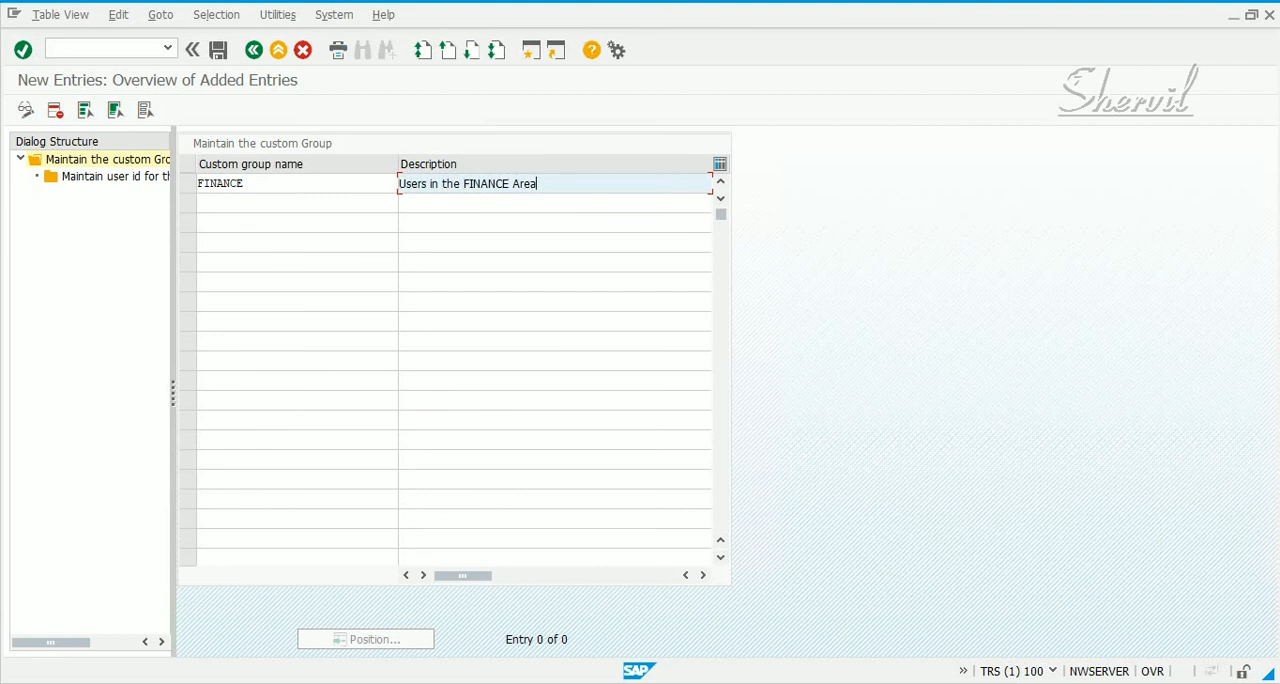 Table View Edit Goto Selection Utilities System Help
New Entries: Overview of Added Entries
Shervil
Dialog Structure
Maintain the custom Gro
Maintain user id for th
Maintain the custom Group
Custom group name Description
FINANCE Users in the FINANCE Area
Position... Entry 0 of 0
SAP
TRS (1) 100 NWSERVER OVR